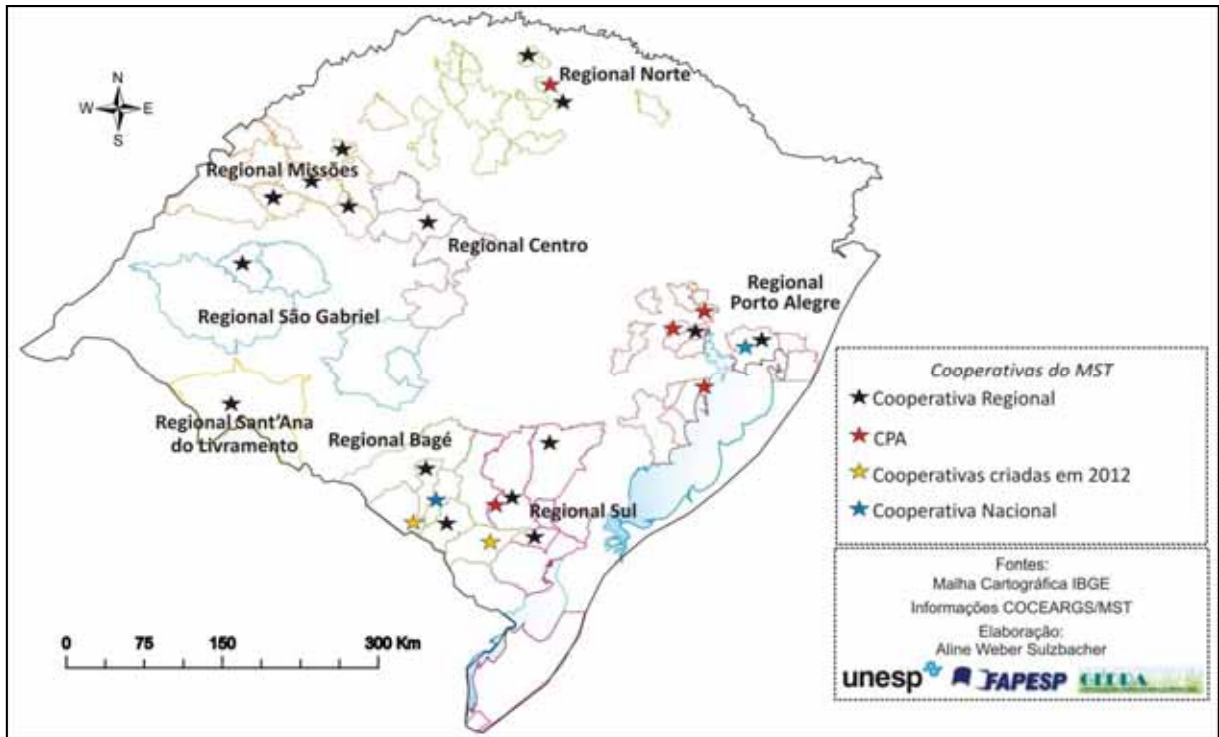 N
W E
S
Regional Norte
Regional Missões
Regional Centro
Regional São Gabriel
Regional
Porto Alegre
Regional Sant'Ana
do Livramento
Regional Bagé
Regional Sul
0 75 150 300 Km
Cooperativas do MST
Cooperativa Regional
CPA
Cooperativas criadas em 2012
Cooperativa Nacional
Fontes:
Malha Cartográfica IBGE
Informações COCEARGS/MST
Elaboração:
Aline Weber Sulzbacher
unesp FAPESP